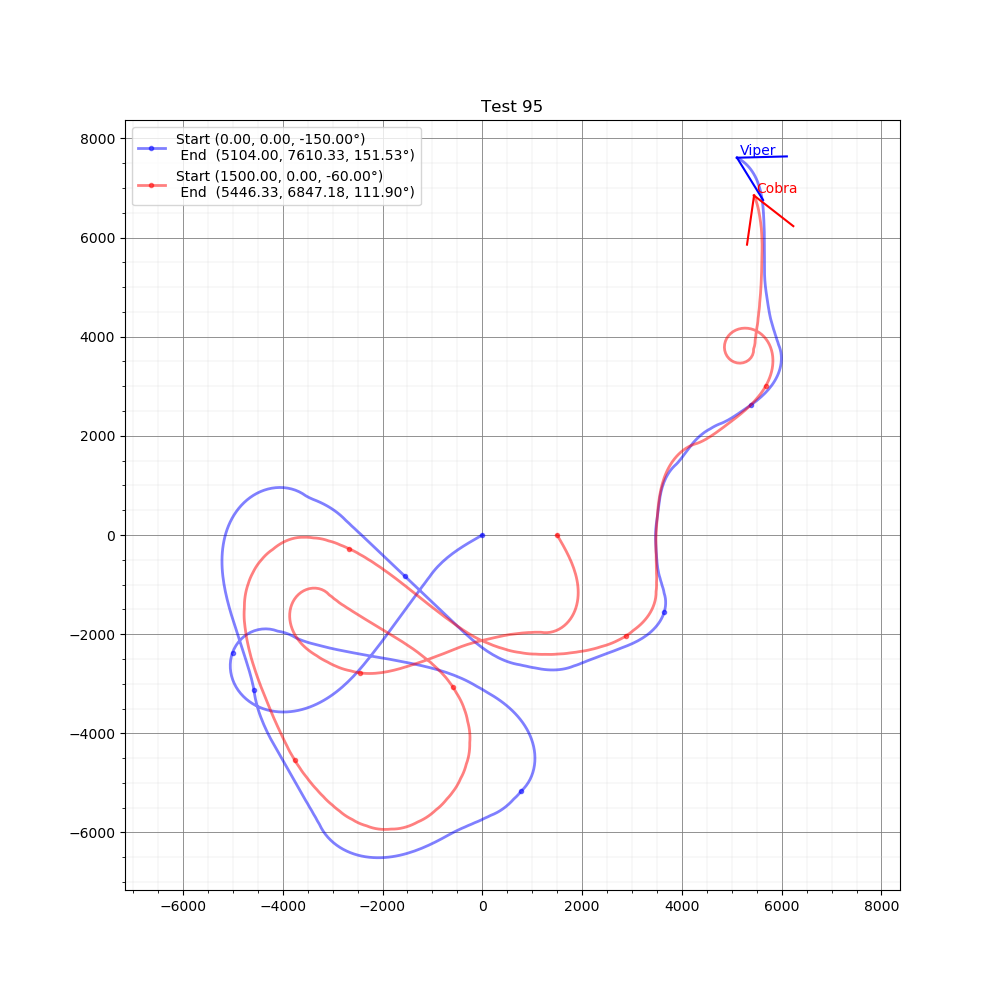 Test 95
Start (0.00, 0.00, -150.00°)
End (5104.00, 7610.33, 151.53°)
Start (1500.00, 0.00, -60.00°)
End (5446.33, 6847.18, 111.90°)
Viper
Cobra
8000
6000
4000
2000
0
−2000
−4000
−6000
−6000 −4000 −2000 0 2000 4000 6000 8000